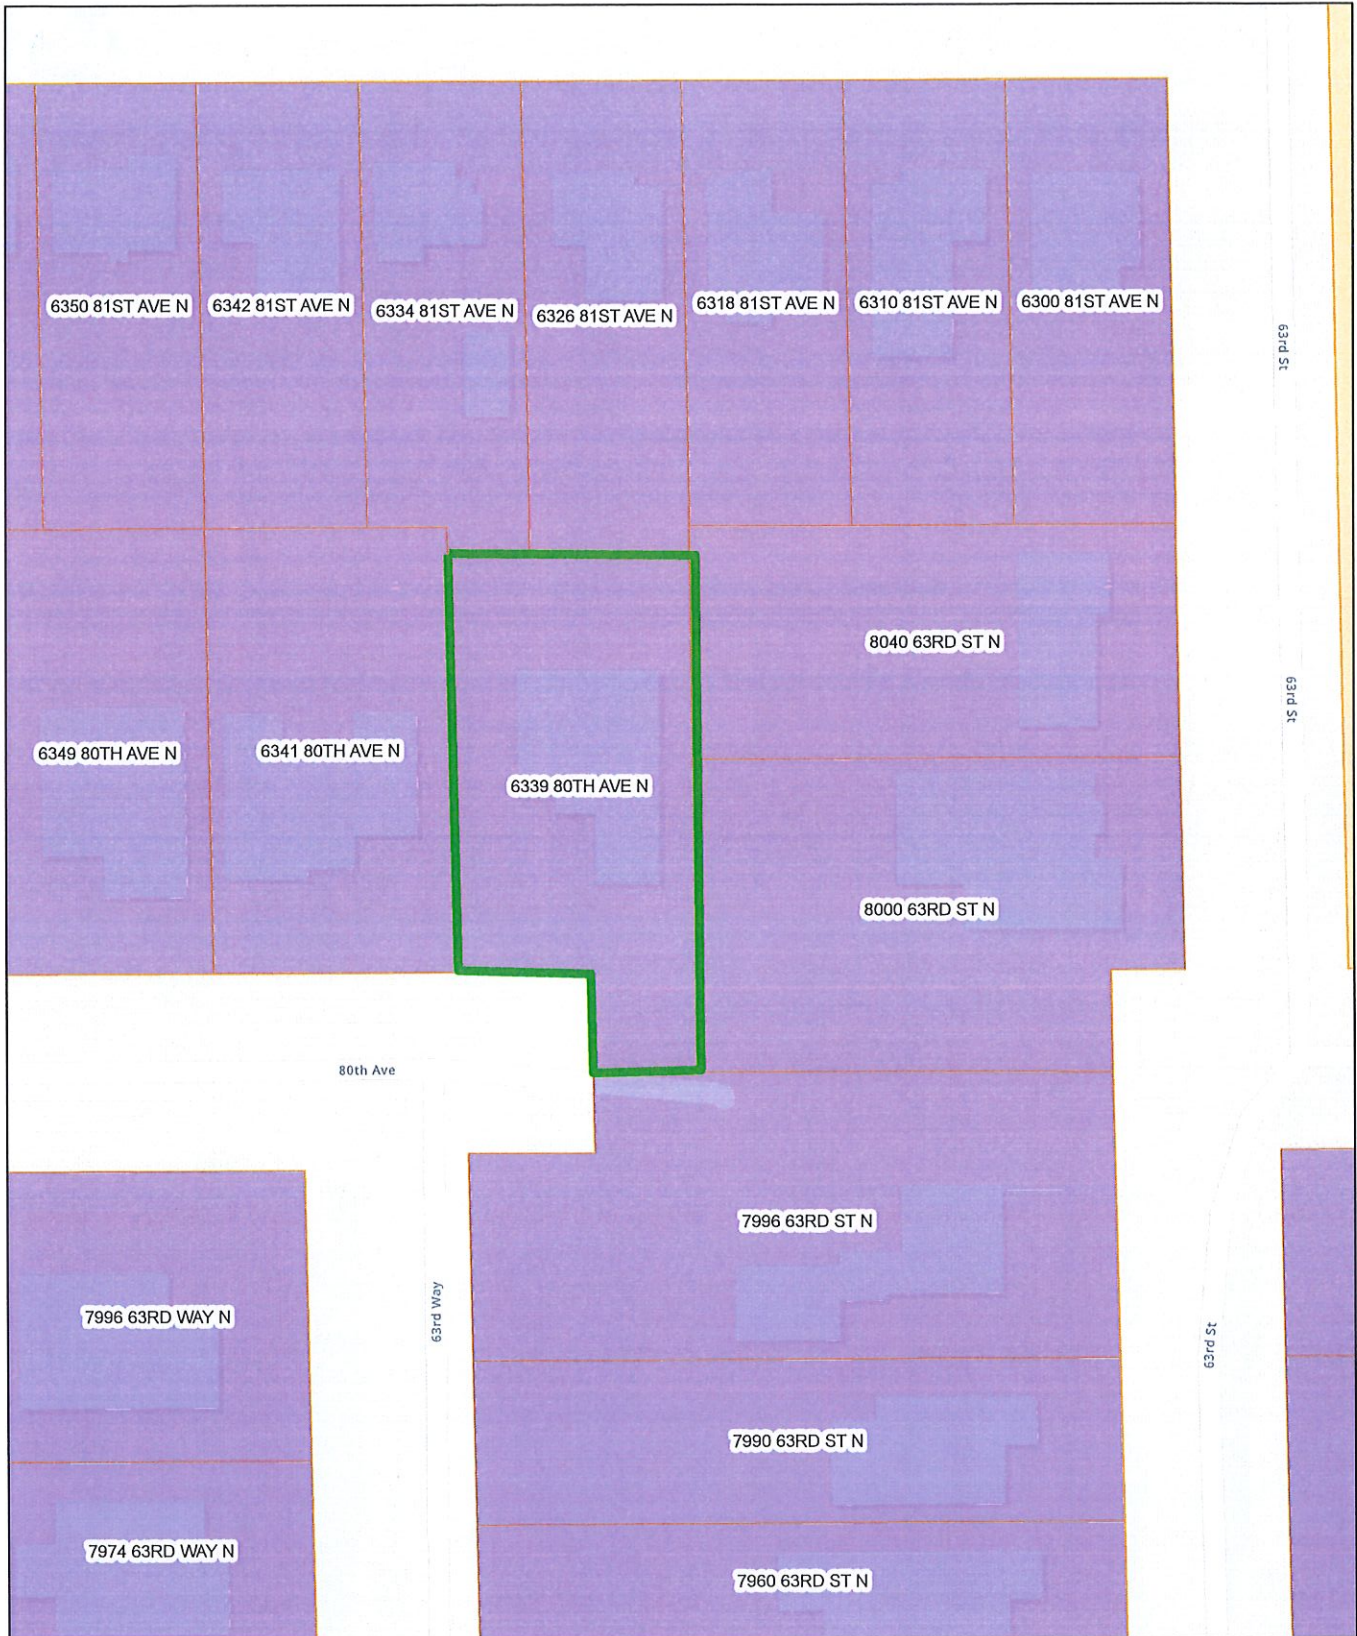 6350 81ST AVE N
6342 81ST AVE N
6334 81ST AVE N
6326 81ST AVE N
6318 81ST AVE N
6310 81ST AVE N
6300 81ST AVE N
63rd St
8040 63RD ST N
63rd St
6349 80TH AVE N
6341 80TH AVE N
6339 80TH AVE N
8000 63RD ST N
80th Ave
7996 63RD ST N
7996 63RD WAY N
63rd Way
63rd St
7990 63RD ST N
7974 63RD WAY N
7960 63RD ST N